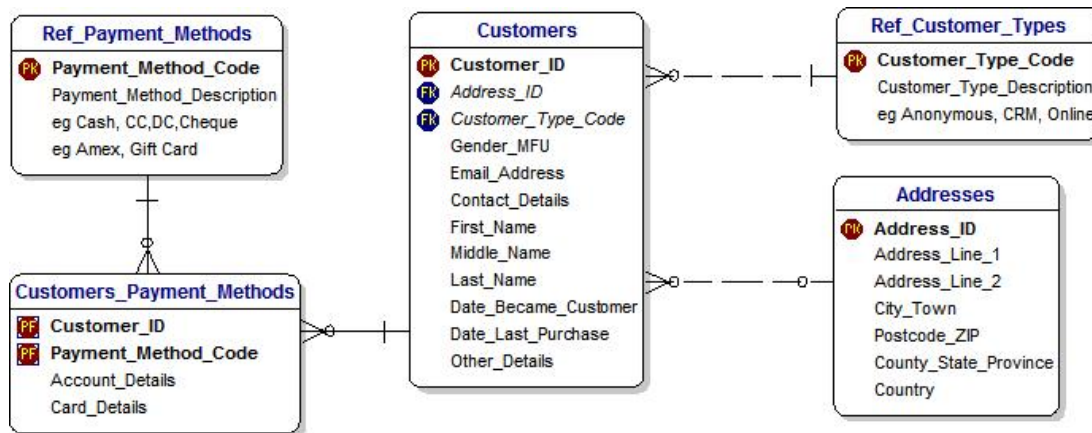 Ref_Payment_Methods
PK Payment_Method_Code
Payment_Method_Description
eg Cash, CC,DC,Cheque
eg Amex, Gift Card
Customers_Payment_Methods
PF Customer_ID
PF Payment_Method_Code
Account_Details
Card_Details
Customers
PK Customer_ID
FK Address_ID
FK Customer_Type_Code
Gender_MFU
Email_Address
Contact_Details
First_Name
Middle_Name
Last_Name
Date_Became_Customer
Date_Last_Purchase
Other_Details
Ref_Customer_Types
PK Customer_Type_Code
Customer_Type_Description
eg Anonymous, CRM, Online
Addresses
PK Address_ID
Address_Line_1
Address_Line_2
City_Town
Postcode_ZIP
County_State_Province
Country